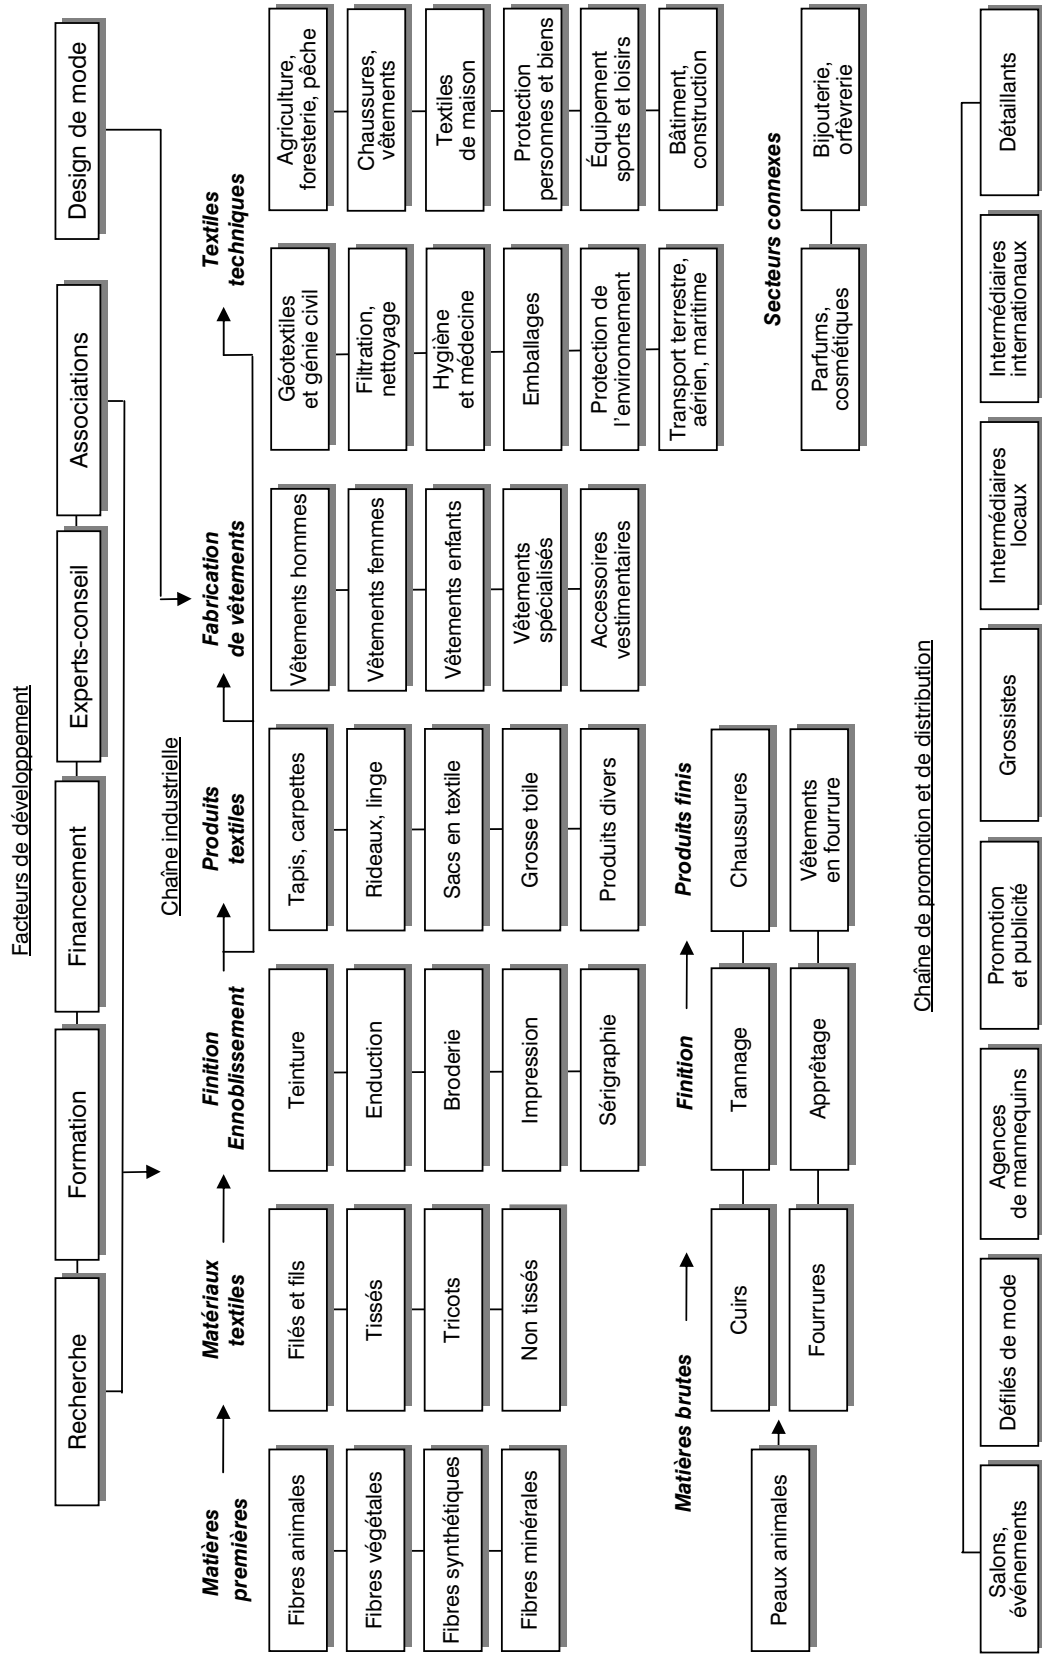 Facteurs de développement
Recherche
Formation
Financement
Experts-conseil
Associations
Design de mode
Chaîne industrielle
Matières
premières
Matériaux
textiles
Finition
Ennoblissement
Produits
textiles
Fabrication
de vêtements
Textiles
techniques
Fibres animales
Fibres végétales
Fibres synthétiques
Fibres minérales
Filés et fils
Tissés
Tricots
Non tissés
Teinture
Enduction
Broderie
Impression
Sérigraphie
Tapis, carpettes
Rideaux, linge
Sacs en textile
Grosse toile
Produits divers
Vêtements hommes
Vêtements femmes
Vêtements enfants
Vêtements
spécialisés
Accessoires
vestimentaires
Géotextiles
et génie civil
Filtration,
nettoyage
Hygiène
et médecine
Emballages
Protection de
l'environnement
Transport terrestre,
aérien, maritime
Agriculture,
foresterie, pêche
Chaussures,
vêtements
Textiles
de maison
Protection
personnes et biens
Équipement
sports et loisirs
Bâtiment,
construction
Matières brutes
Finition
Produits finis
Peaux animales
Cuirs
Fourrures
Tannage
Apprêtage
Chaussures
Vêtements
en fourrure
Secteurs connexes
Parfums,
cosmétiques
Bijouterie,
orfèvrerie
Chaîne de promotion et de distribution
Salons,
événements
Défilés de mode
Agences
de mannequins
Promotion
et publicité
Grossistes
Intermédiaires
locaux
Intermédiaires
internationaux
Détaillants